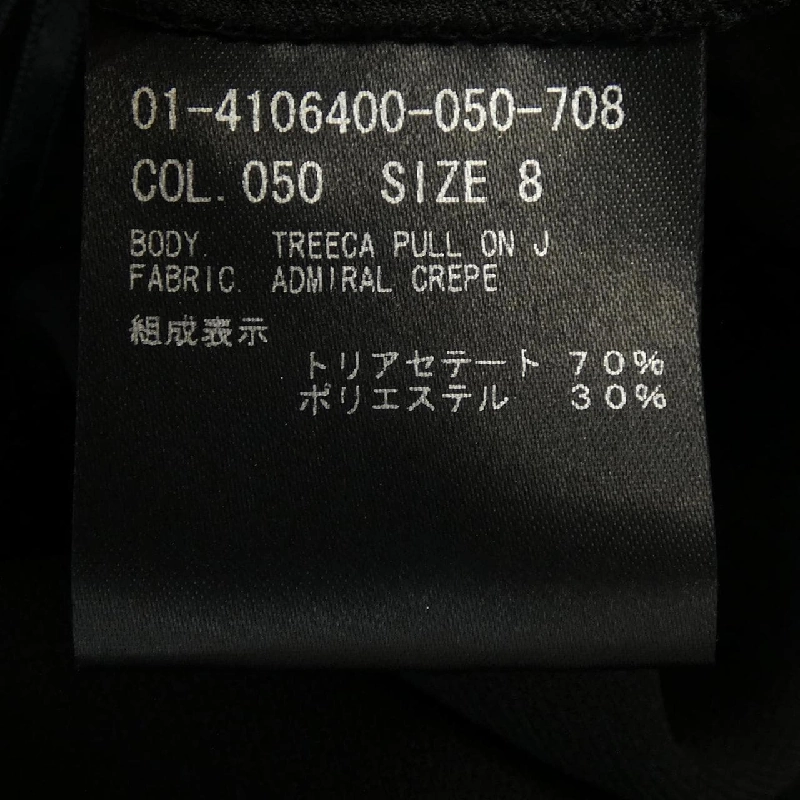 01-4106400-050-708
COL. 050 SIZE 8
BODY. TREECA PULL ON J
FABRIC. ADMIRAL CREPE
組成表示
トリアセテート 70%
ポリエステル 30%